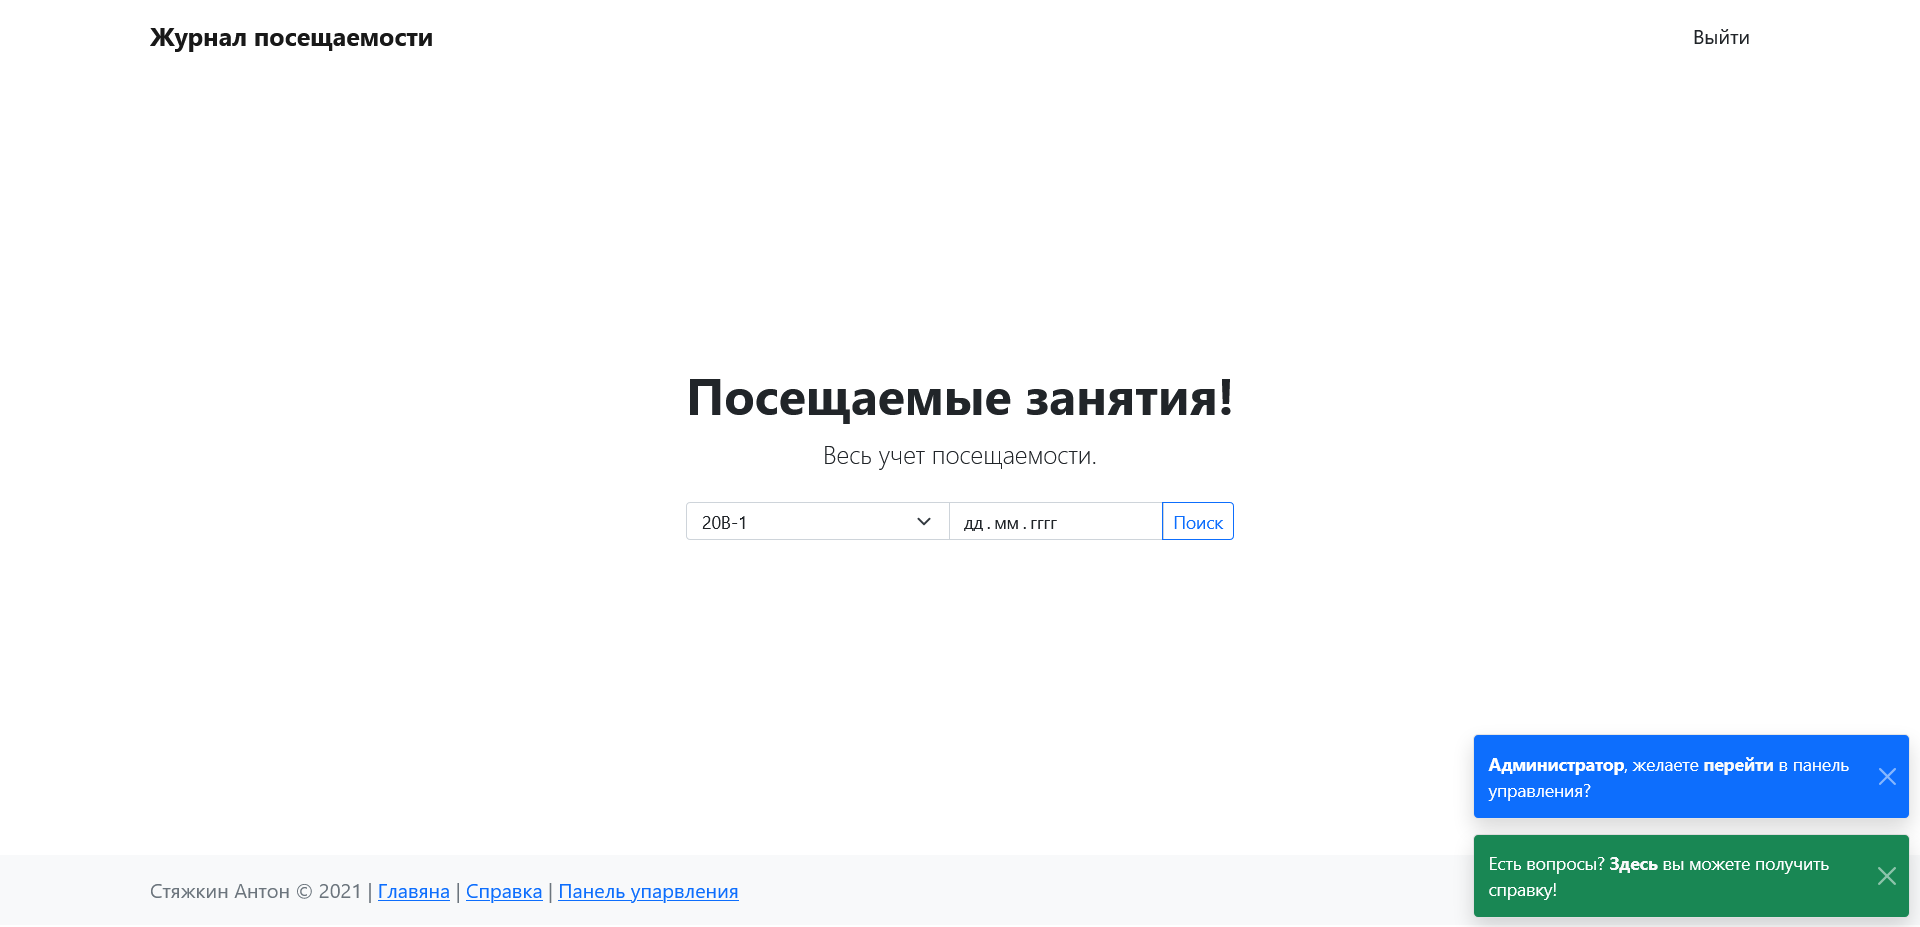 Журнал посещаемости
Выйти
Посещаемые занятия!
Весь учет посещаемости.
20В-1
дд . мм . гггг
Поиск
Администратор, желаете перейти в панель
управления?
Есть вопросы? Здесь вы можете получить
справку!
Стяжкин Антон © 2021 | Главяна | Справка | Панель упарвления